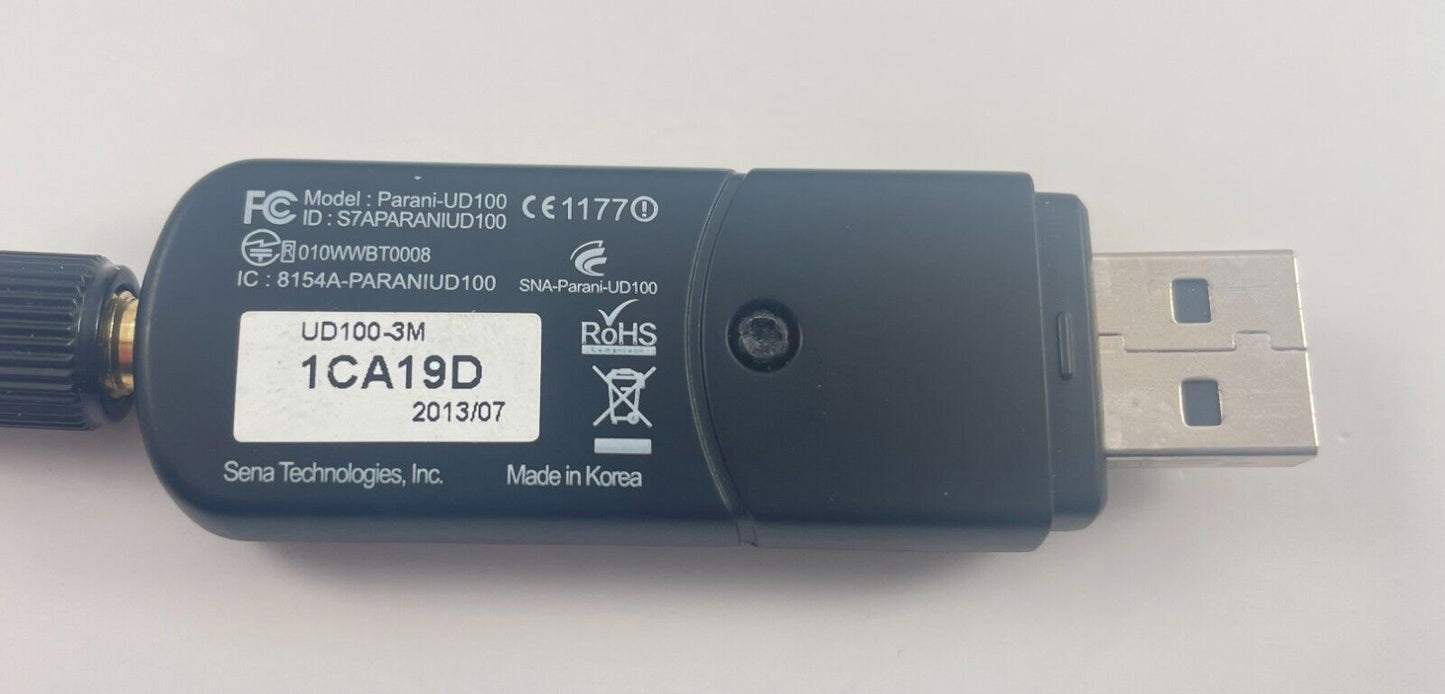 FC Model : Parani-UD100
ID : S7APARANIUD100
CE1177
R 010WWBT0008
IC : 8154A-PARANIUD100
SNA-Parani-UD100
RoHS
UD100-3M
1CA19D
2013/07
Sena Technologies, Inc.
Made in Korea